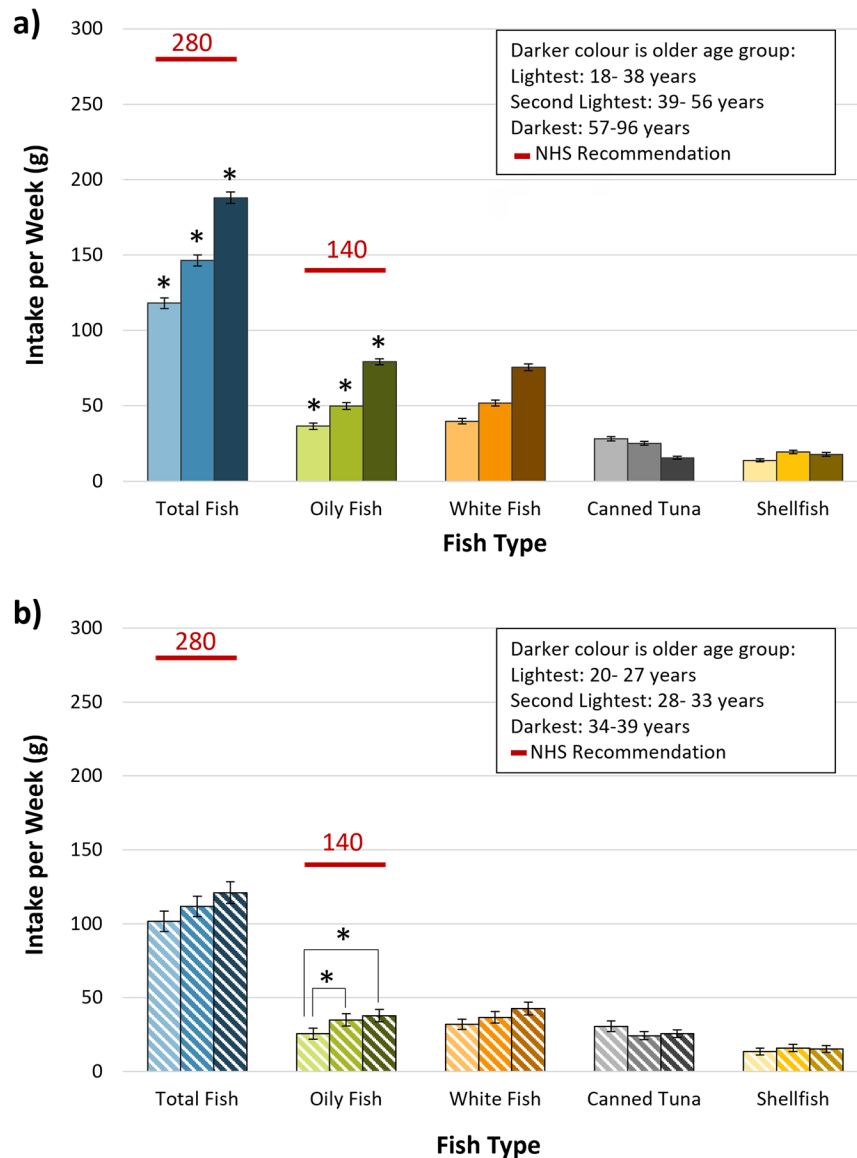 a)
300
250
200
150
100
50
0
Intake per Week (g)
280
140
*
*
*
*
*
*
Darker colour is older age group:
Lightest: 18- 38 years
Second Lightest: 39- 56 years
Darkest: 57-96 years
NHS Recommendation
Total Fish
Oily Fish
White Fish
Canned Tuna
Shellfish
Fish Type
b)
300
250
200
150
100
50
0
Intake per Week (g)
280
140
*
*
Darker colour is older age group:
Lightest: 20- 27 years
Second Lightest: 28- 33 years
Darkest: 34-39 years
NHS Recommendation
Total Fish
Oily Fish
White Fish
Canned Tuna
Shellfish
Fish Type